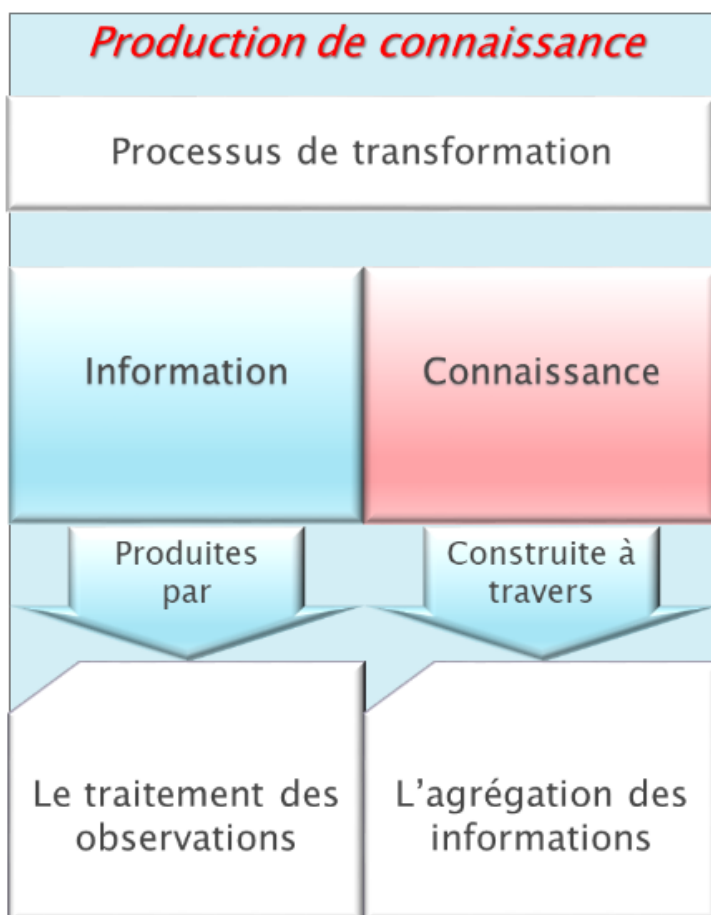 Production de connaissance
Processus de transformation
Information
Connaissance
Produites
par
Construite à
travers
Le traitement des
observations
L’agrégation des
informations